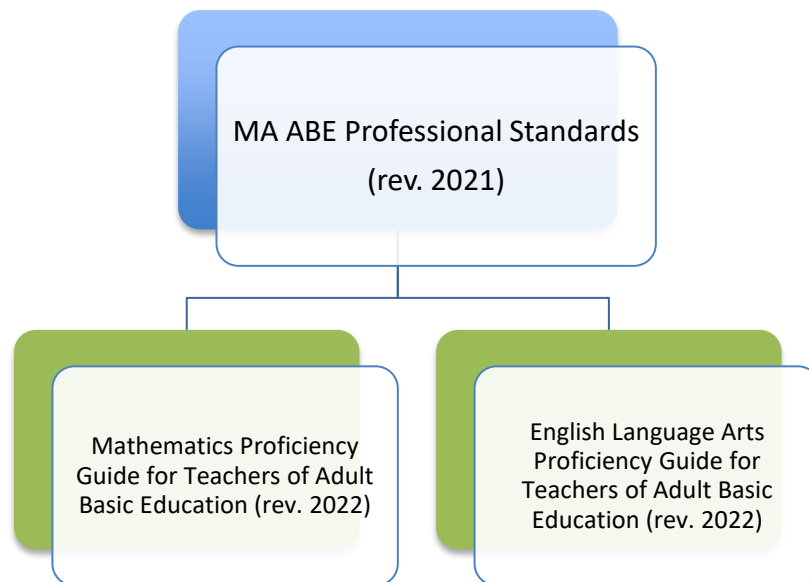 MA ABE Professional Standards
(rev. 2021)
Mathematics Proficiency
Guide for Teachers of Adult
Basic Education (rev. 2022)
English Language Arts
Proficiency Guide for
Teachers of Adult Basic
Education (rev. 2022)